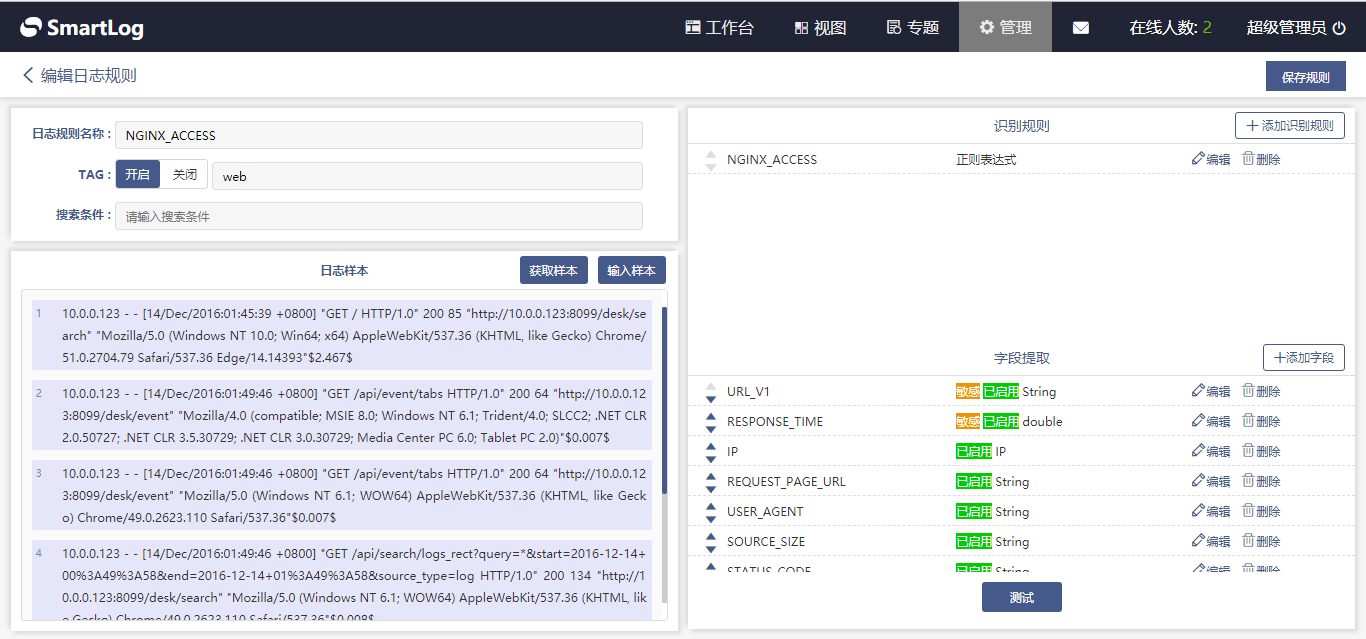 SmartLog
工作台 视图 专题 管理 在线人数: 2 超级管理员
编辑日志规则 保存规则
日志规则名称 : NGINX_ACCESS
TAG : 开启 关闭 web
搜索条件 : 请输入搜索条件
日志样本 获取样本 输入样本
1 10.0.0.123 - - [14/Dec/2016:01:45:39 +0800] "GET / HTTP/1.0" 200 85 "http://10.0.0.123:8099/desk/se
arch" "Mozilla/5.0 (Windows NT 10.0; Win64; x64) AppleWebKit/537.36 (KHTML, like Gecko) Chrome/
51.0.2704.79 Safari/537.36 Edge/14.14393"$2.467$
2 10.0.0.123 - - [14/Dec/2016:01:49:46 +0800] "GET /api/event/tabs HTTP/1.0" 200 64 "http://10.0.0.12
3:8099/desk/event" "Mozilla/4.0 (compatible; MSIE 8.0; Windows NT 6.1; Trident/4.0; SLCC2; .NET CLR
2.0.50727; .NET CLR 3.5.30729; .NET CLR 3.0.30729; Media Center PC 6.0; Tablet PC 2.0)"$0.007$
3 10.0.0.123 - - [14/Dec/2016:01:49:46 +0800] "GET /api/event/tabs HTTP/1.0" 200 64 "http://10.0.0.12
3:8099/desk/event" "Mozilla/5.0 (Windows NT 6.1; WOW64) AppleWebKit/537.36 (KHTML, like Geck
o) Chrome/49.0.2623.110 Safari/537.36"$0.007$
4 10.0.0.123 - - [14/Dec/2016:01:49:46 +0800] "GET /api/search/logs_rect?query=*&start=2016-12-14+
00%3A49%3A58&end=2016-12-14+01%3A49%3A58&source_type=log HTTP/1.0" 200 134 "http://1
0.0.0.123:8099/desk/search" "Mozilla/5.0 (Windows NT 6.1; WOW64) AppleWebKit/537.36 (KHTML, lik
e Gecko) Chrome/49.0.2623.110 Safari/537.36"$0.008$
识别规则 添加识别规则
NGINX_ACCESS 正则表达式 编辑 删除
字段提取 添加字段
URL_V1 敏感 已启用 String 编辑 删除
RESPONSE_TIME 敏感 已启用 double 编辑 删除
IP 已启用 IP 编辑 删除
REQUEST_PAGE_URL 已启用 String 编辑 删除
USER_AGENT 已启用 String 编辑 删除
SOURCE_SIZE 已启用 String 编辑 删除
STATUS_CODE 已启用 String 编辑 删除
测试